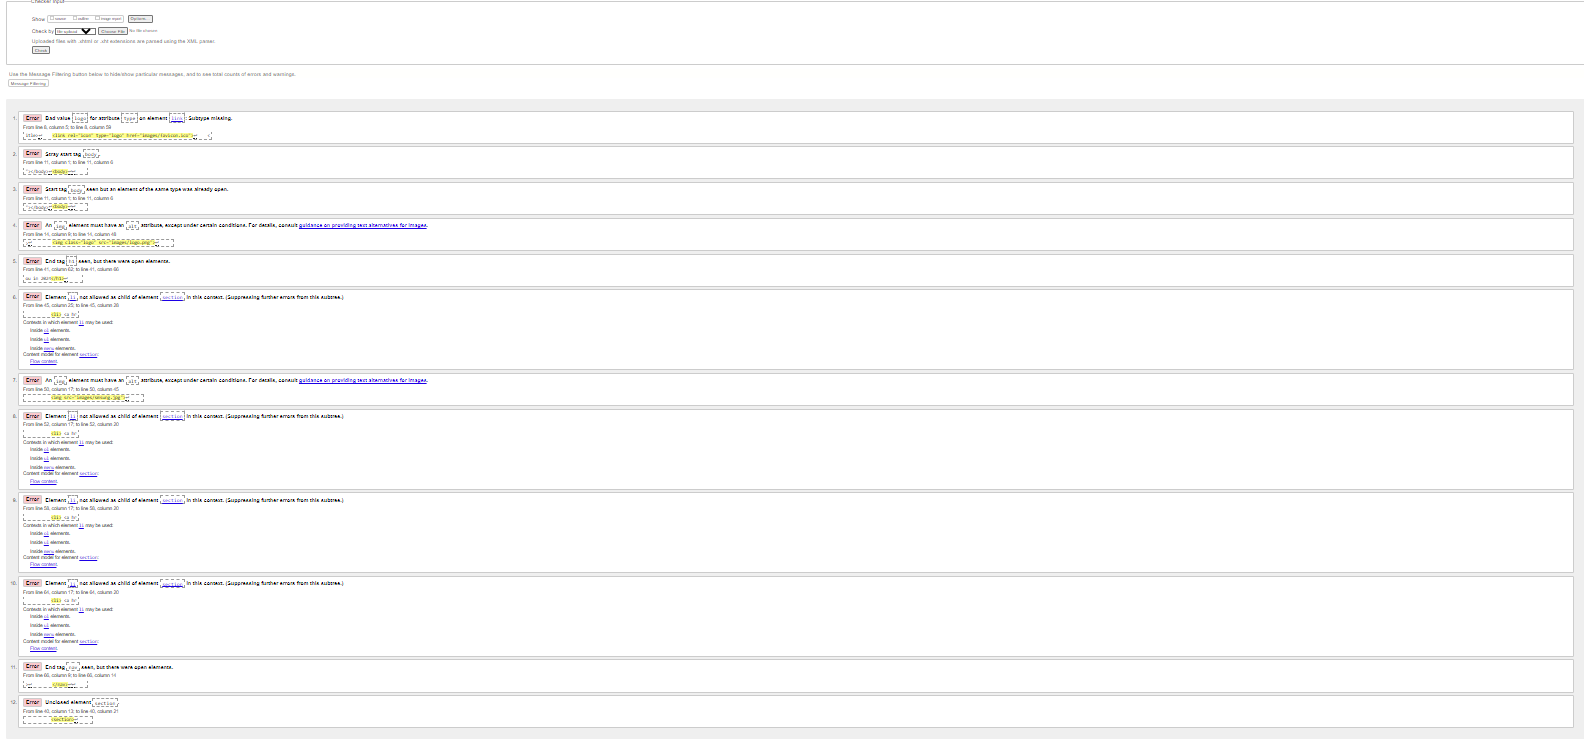 Checker Input
Show source outline image report Options...
Check by file upload Choose File No file chosen
Uploaded files with .xhtml or .xht extensions are parsed using the XML parser.
Check
Use the Message Filtering button below to hide/show particular messages, and to see total counts of errors and warnings.
Message Filtering
1. Error Bad value logo for attribute type on element link: Subtype missing.
From line 8, column 5; to line 8, column 59
<link rel="icon" type="logo" href="images/favicon.ico">
2. Error Stray start tag body.
From line 11, column 1; to line 11, column 6
></body><body>
3. Error Start tag body seen but an element of the same type was already open.
From line 11, column 1; to line 11, column 6
></body><body>
4. Error An img element must have an alt attribute, except under certain conditions. For details, consult guidance on providing text alternatives for images.
From line 14, column 9; to line 14, column 48
<img class="logo" src="images/logo.png">
5. Error End tag h1 seen, but there were open elements.
From line 41, column 62; to line 41, column 66
6. Error Element li not allowed as child of element section in this context. (Suppressing further errors from this subtree.)
From line 45, column 25; to line 45, column 28
<li> <a hr
Contexts in which element li may be used:
Inside ol elements.
Inside ul elements.
Inside menu elements.
Content model for element section:
Flow content.
7. Error An img element must have an alt attribute, except under certain conditions. For details, consult guidance on providing text alternatives for images.
From line 50, column 17; to line 50, column 45
8. Error Element li not allowed as child of element section in this context. (Suppressing further errors from this subtree.)
From line 52, column 17; to line 52, column 20
<li> <a hr
Contexts in which element li may be used:
Inside ol elements.
Inside ul elements.
Inside menu elements.
Content model for element section:
Flow content.
9. Error Element li not allowed as child of element section in this context. (Suppressing further errors from this subtree.)
From line 58, column 17; to line 58, column 20
<li> <a hr
Contexts in which element li may be used:
Inside ol elements.
Inside ul elements.
Inside menu elements.
Content model for element section:
Flow content.
10. Error Element li not allowed as child of element section in this context. (Suppressing further errors from this subtree.)
From line 64, column 17; to line 64, column 20
<li> <a hr
Contexts in which element li may be used:
Inside ol elements.
Inside ul elements.
Inside menu elements.
Content model for element section:
Flow content.
11. Error End tag nav seen, but there were open elements.
From line 66, column 9; to line 66, column 14
</nav>
12. Error Unclosed element section.
From line 40, column 13; to line 40, column 21
<section>